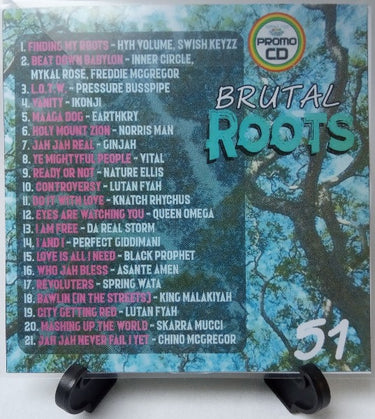 PROMO
CD
BRUTAL
ROOTS
1. FINDING MY ROOTS - HYH VOLUME, SWISH KEYZZ
2. BEAT DOWN BABYLON - INNER CIRCLE,
MYKAL ROSE, FREDDIE MCGREGOR
3. L.O.Y.W. - PRESSURE BUSSPIPE
4. VANITY - IKONJI
5. MAAGA DOG - EARTHKRY
6. HOLY MOUNT ZION - NORRIS MAN
7. JAH JAH REAL - GINJAH
8. YE MIGHTYFUL PEOPLE - VITAL
9. READY OR NOT - NATURE ELLIS
10. CONTROVERSY - LUTAN FYAH
11. DO IT WITH LOVE - KNATCH RHYCHUS
12. EYES ARE WATCHING YOU - QUEEN OMEGA
13. I AM FREE - DA REAL STORM
14. I AND I - PERFECT GIDDIMANI
15. LOVE IS ALL I NEED - BLACK PROPHET
16. WHO JAH BLESS - ASANTE AMEN
17. REVOLUTERS - SPRING WATA
18. BAWLIN (IN THE STREETS) - KING MALAKIYAH
19. CITY GETTING RED - LUTAN FYAH
20. MASHING UP THE WORLD - SKARRA MUCCI
21. JAH JAH NEVER FAIL I YET - CHINO MCGREGOR
51